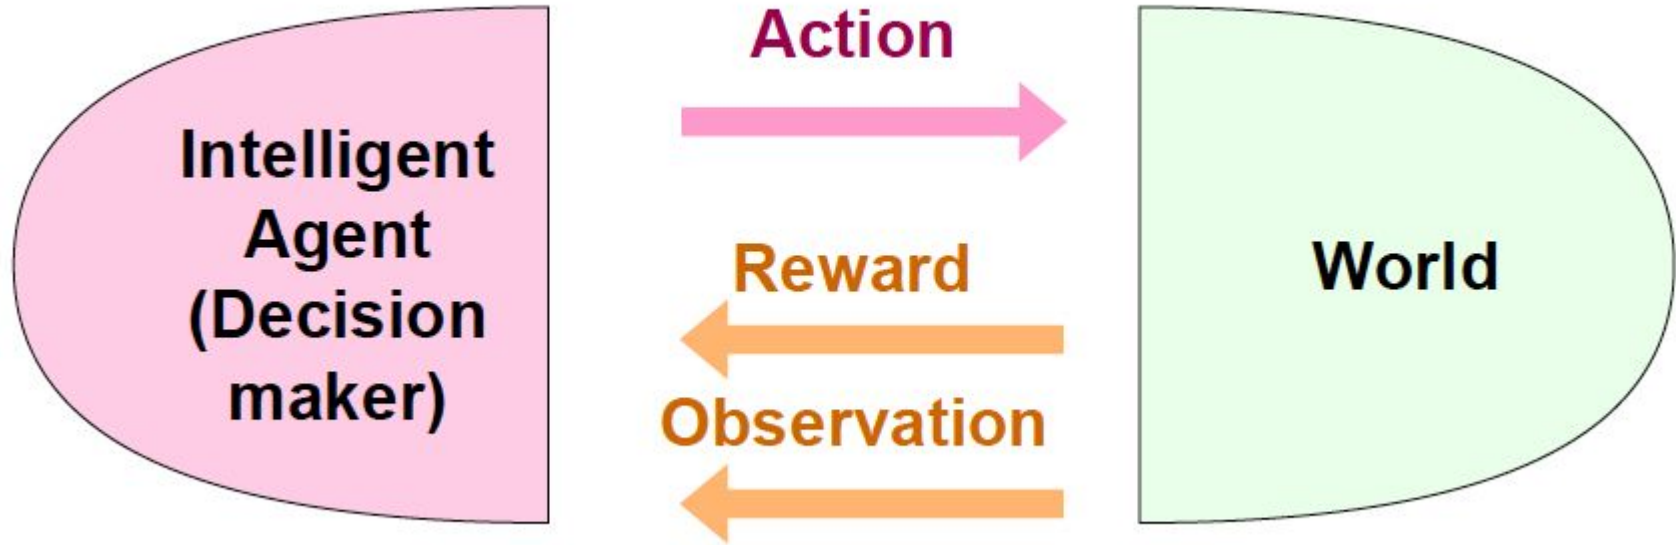 Intelligent
Agent
(Decision
maker)
Action
Reward
Observation
World